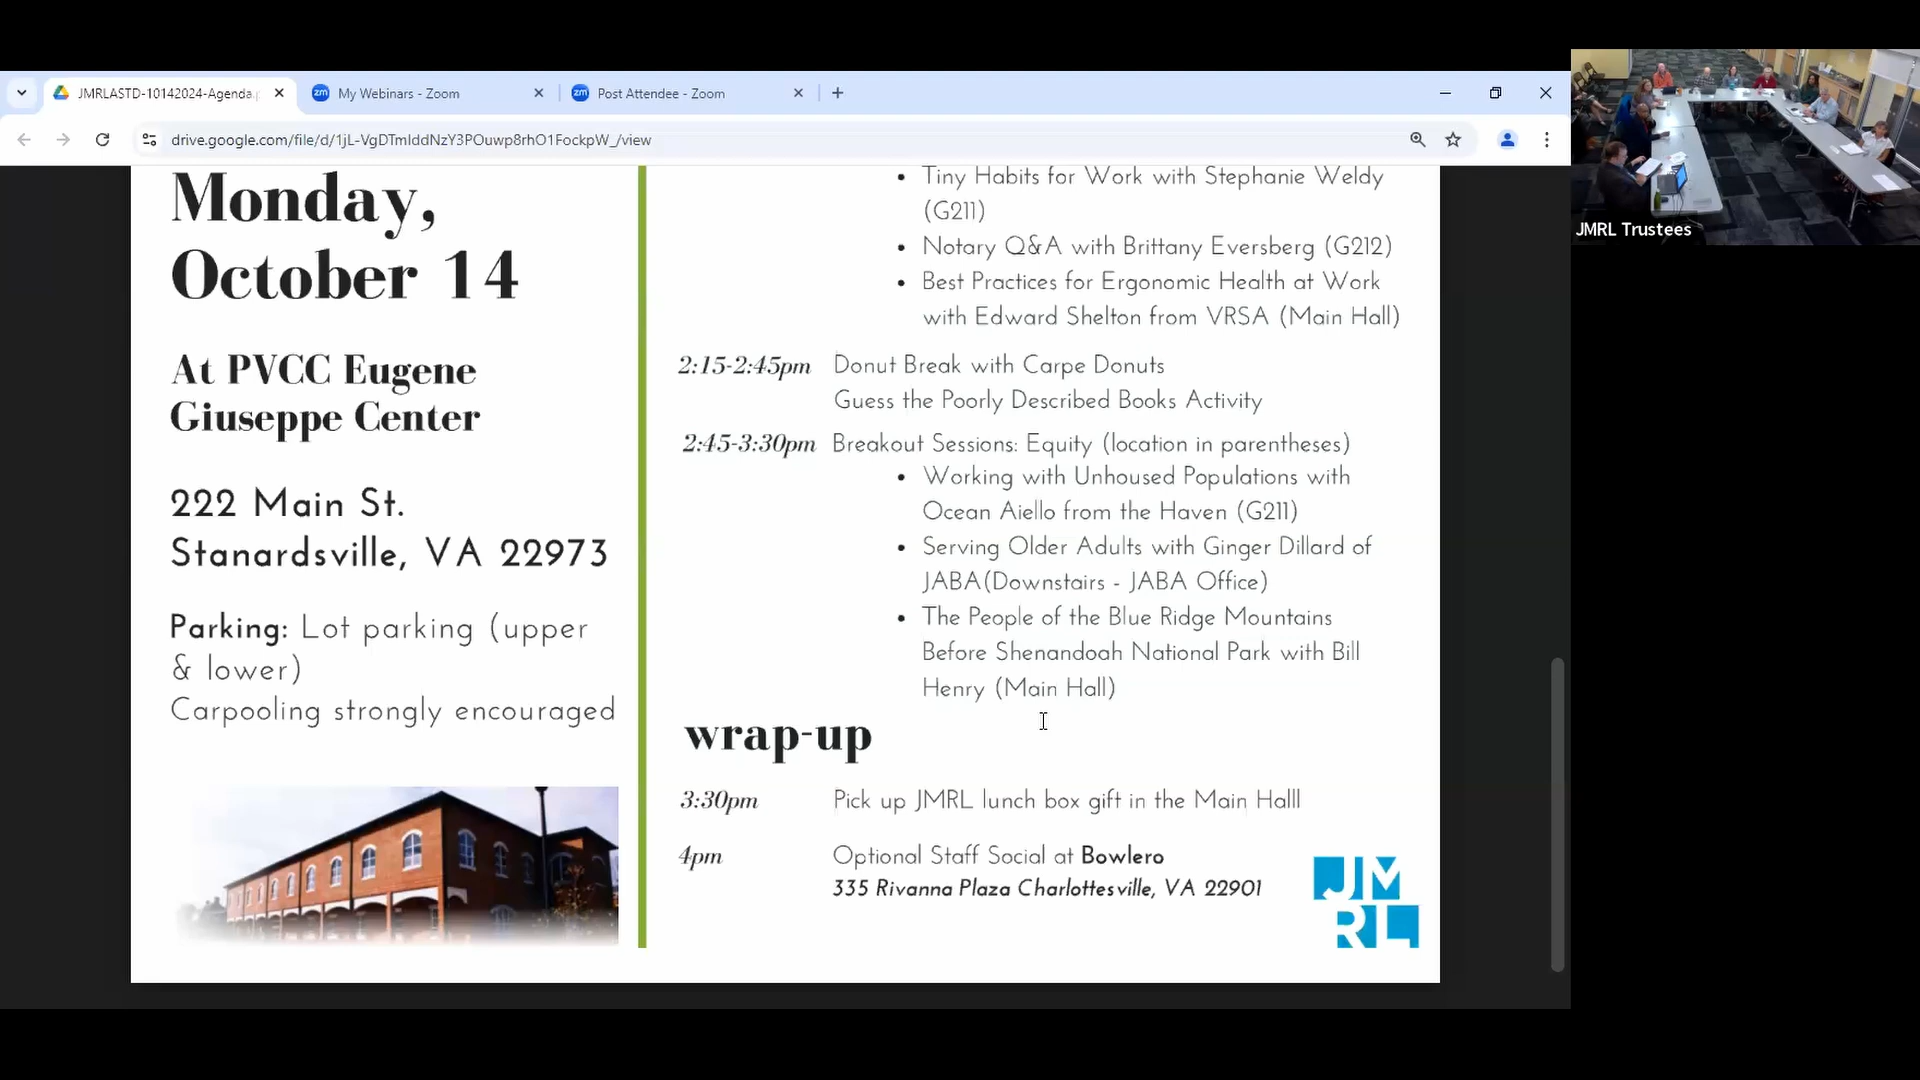 JMRLASTD-10142024-Agenda.p
My Webinars - Zoom
Post Attendee - Zoom
drive.google.com/file/d/1jL-VgDTmIddNzY3POuwp8rhO1FockpW_/view
JMRL Trustees
Monday,
October 14
At PVCC Eugene
Giuseppe Center
222 Main St.
Stanardsville, VA 22973
Parking: Lot parking (upper
& lower)
Carpooling strongly encouraged
• Tiny Habits for Work with Stephanie Weldy
(G211)
• Notary Q&A with Brittany Eversberg (G212)
• Best Practices for Ergonomic Health at Work
with Edward Shelton from VRSA (Main Hall)
2:15-2:45pm Donut Break with Carpe Donuts
Guess the Poorly Described Books Activity
2:45-3:30pm Breakout Sessions: Equity (location in parentheses)
• Working with Unhoused Populations with
Ocean Aiello from the Haven (G211)
• Serving Older Adults with Ginger Dillard of
JABA(Downstairs - JABA Office)
• The People of the Blue Ridge Mountains
Before Shenandoah National Park with Bill
Henry (Main Hall)
wrap-up
3:30pm Pick up JMRL lunch box gift in the Main Halll
4pm Optional Staff Social at Bowlero
335 Rivanna Plaza Charlottesville, VA 22901
JM
RL